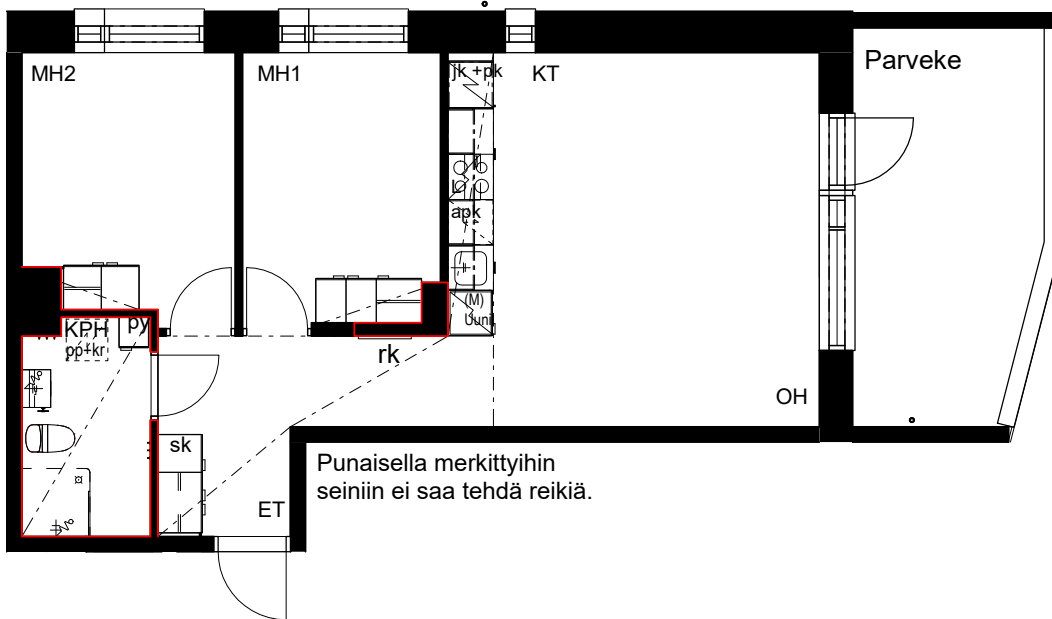 MH2
MH1
jk +pk
KT
Parveke
L
apk
(M)
Uuni
KPH
py
pp+kr
rk
OH
sk
ET
Punaisella merkittyihin
seiniin ei saa tehdä reikiä.